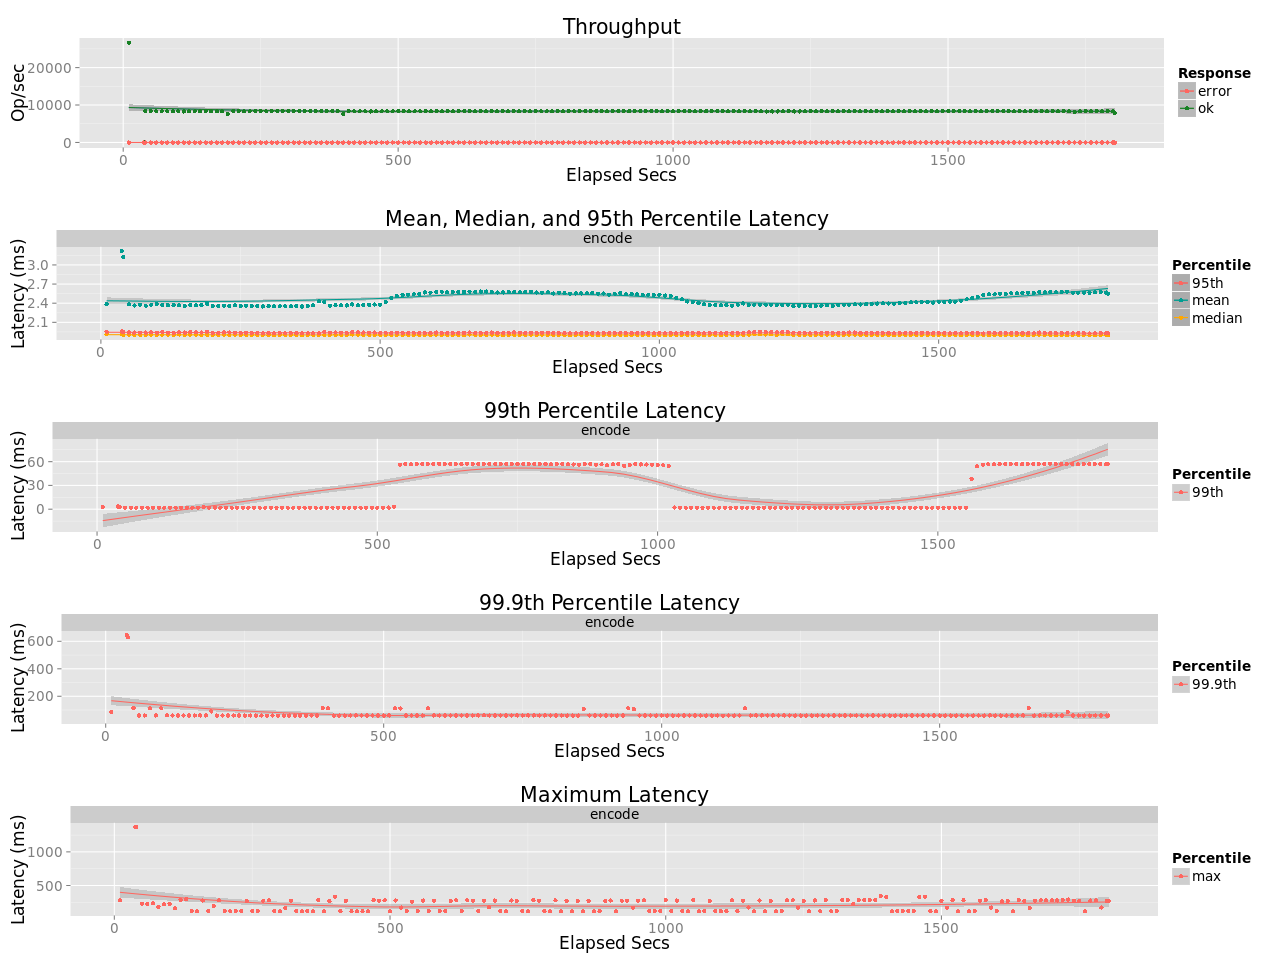 Throughput
Op/sec
20000
10000
0
0 500 1000 1500
Elapsed Secs
Response
error
ok
Mean, Median, and 95th Percentile Latency
encode
Latency (ms)
3.0
2.7
2.4
2.1
0 500 1000 1500
Elapsed Secs
Percentile
95th
mean
median
99th Percentile Latency
encode
Latency (ms)
60
30
0
0 500 1000 1500
Elapsed Secs
Percentile
99th
99.9th Percentile Latency
encode
Latency (ms)
600
400
200
0 500 1000 1500
Elapsed Secs
Percentile
99.9th
Maximum Latency
encode
Latency (ms)
1000
500
0 500 1000 1500
Elapsed Secs
Percentile
max